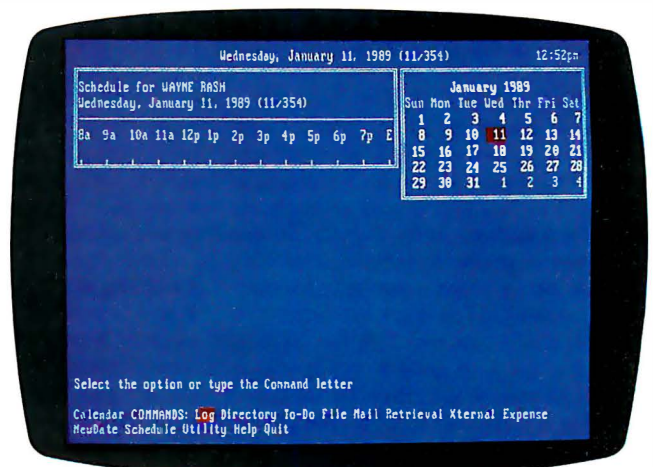 Wednesday, January 11, 1989 (11/354) 12:52pm
Schedule for WAYNE RASH
Wednesday, January 11, 1989 (11/354)
8a 9a 10a 11a 12p 1p 2p 3p 4p 5p 6p 7p E
January 1989
Sun Mon Tue Wed Thr Fri Sat
1 2 3 4 5 6 7
8 9 10 11 12 13 14
15 16 17 18 19 20 21
22 23 24 25 26 27 28
29 30 31 1 2 3 4
Select the option or type the Command letter
Calendar COMMANDS: Log Directory To-Do File Mail Retrieval Xternal Expense
NewDate Schedule Utility Help Quit